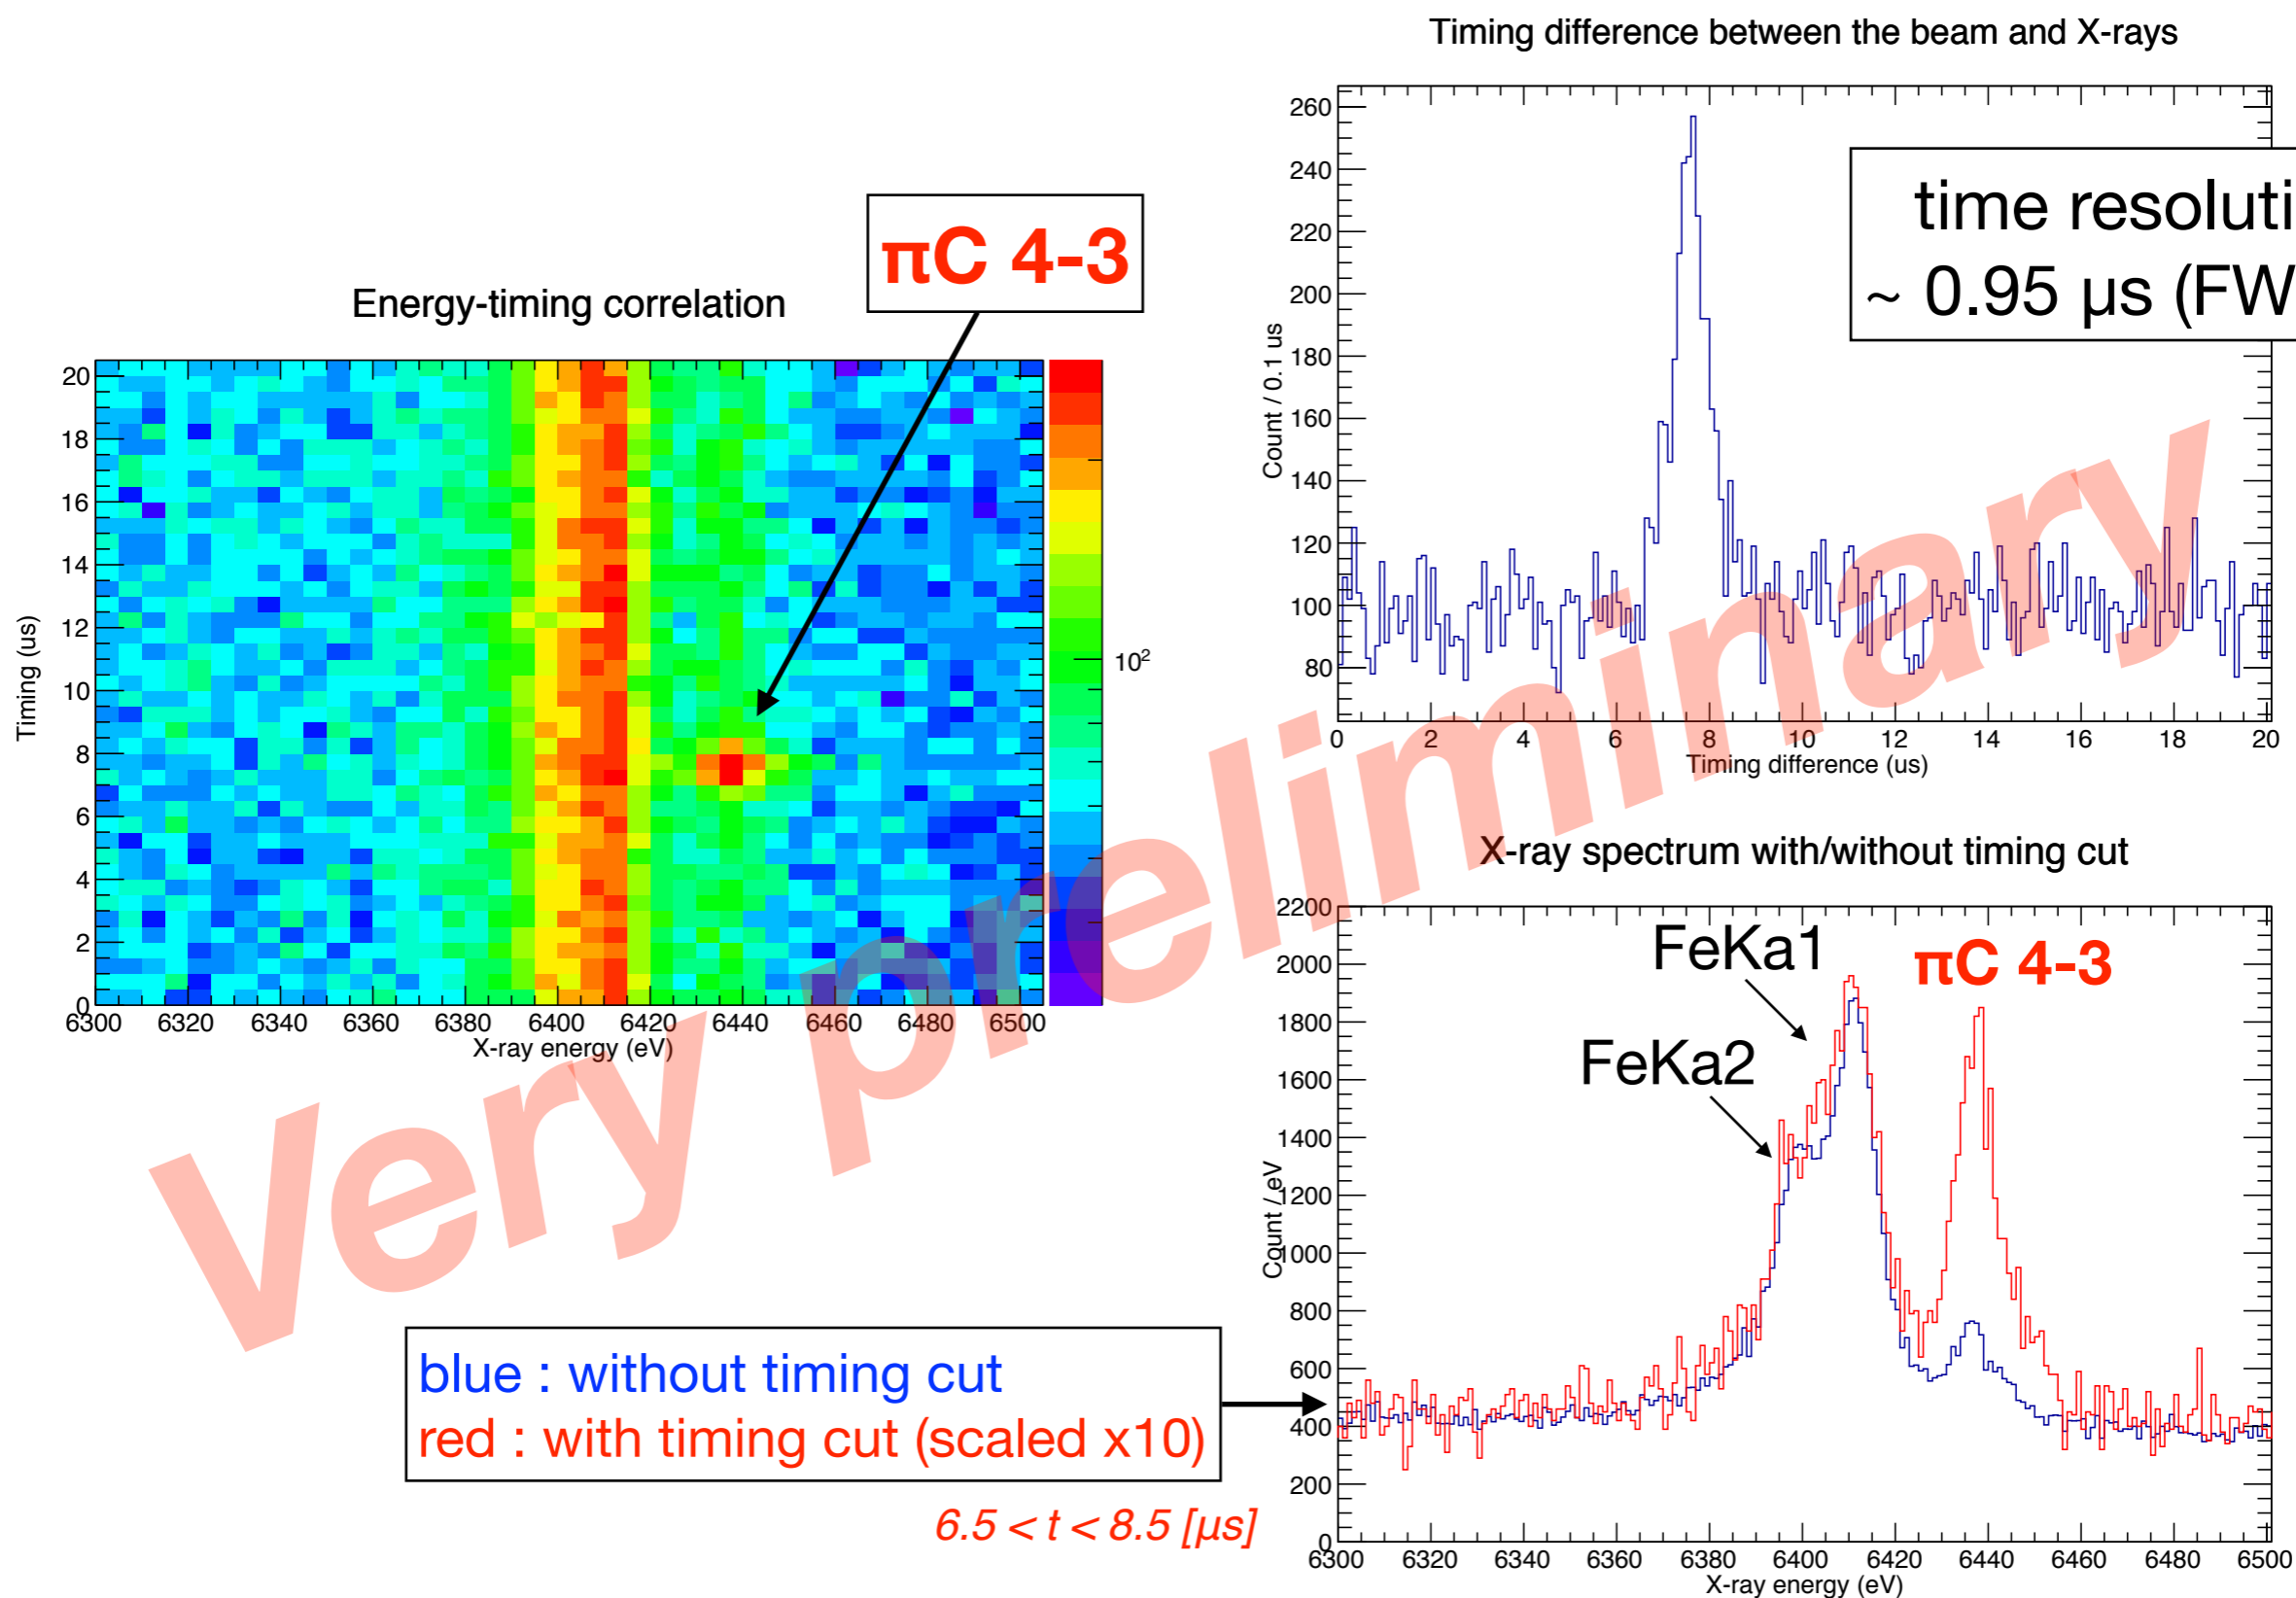 Timing difference between the beam and X-rays
260
240
220
200
180
160
140
120
100
80
Count / 0.1 us
0 2 4 6 8 10 12 14 16 18 20
Timing difference (us)
time resoluti
~ 0.95 μs (FW
πC 4-3
Energy-timing correlation
20
18
16
14
12
10
8
6
4
2
0
Timing (us)
6300 6320 6340 6360 6380 6400 6420 6440 6460 6480 6500
X-ray energy (eV)
10²
Very preliminary
X-ray spectrum with/without timing cut
2200
2000
1800
1600
1400
1200
1000
800
600
400
200
0
Count / eV
FeKa1
πC 4-3
FeKa2
6300 6320 6340 6360 6380 6400 6420 6440 6460 6480 6500
X-ray energy (eV)
blue : without timing cut
red : with timing cut (scaled x10)
6.5 < t < 8.5 [μs]